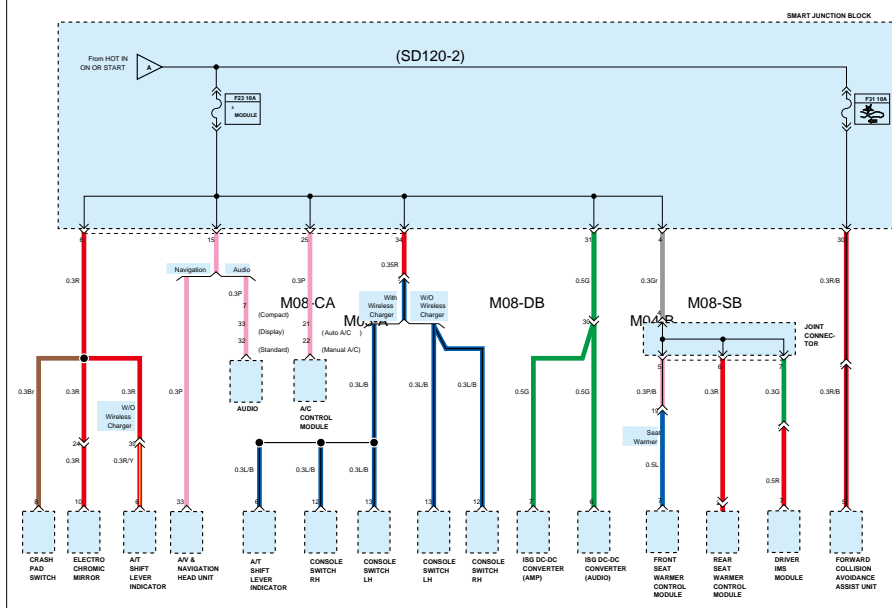 SMART JUNCTION BLOCK
(SD120-2)
From HOT IN
ON OR START
A
F23 10A
MODULE
F31 10A
6
15
25
34
31
4
30
0.3R
0.3P
0.35R
0.5G
0.3Gr
0.3R/B
Navigation
Audio
With
Wireless
Charger
W/O
Wireless
Charger
M08-CA
M08-DB
M08-SB
0.3P
7
(Compact)
33
(Display)
32
(Standard)
21
(Auto A/C )
22
(Manual A/C)
30
4
JOINT
CONNEC-
TOR
5
6
7
AUDIO
A/C
CONTROL
MODULE
0.3Br
0.3R
0.3R
0.3P
0.3L/B
0.3L/B
0.3L/B
0.5G
0.5G
0.3P/B
0.3R
0.3G
0.3R/B
W/O
Wireless
Charger
19
Seat
Warmer
24
0.3R
0.3R/Y
0.3L/B
0.3L/B
0.3L/B
0.5L
0.5R
8
10
6
33
6
12
13
13
12
7
6
7
7
5
CRASH
PAD
SWITCH
ELECTRO
CHROMIC
MIRROR
A/T
SHIFT
LEVER
INDICATOR
A/V &
NAVIGATION
HEAD UNIT
A/T
SHIFT
LEVER
INDICATOR
CONSOLE
SWITCH
RH
CONSOLE
SWITCH
LH
CONSOLE
SWITCH
LH
CONSOLE
SWITCH
RH
ISG DC-DC
CONVERTER
(AMP)
ISG DC-DC
CONVERTER
(AUDIO)
FRONT
SEAT
WARMER
CONTROL
MODULE
REAR
SEAT
WARMER
CONTROL
MODULE
DRIVER
IMS
MODULE
FORWARD
COLLISION
AVOIDANCE
ASSIST UNIT